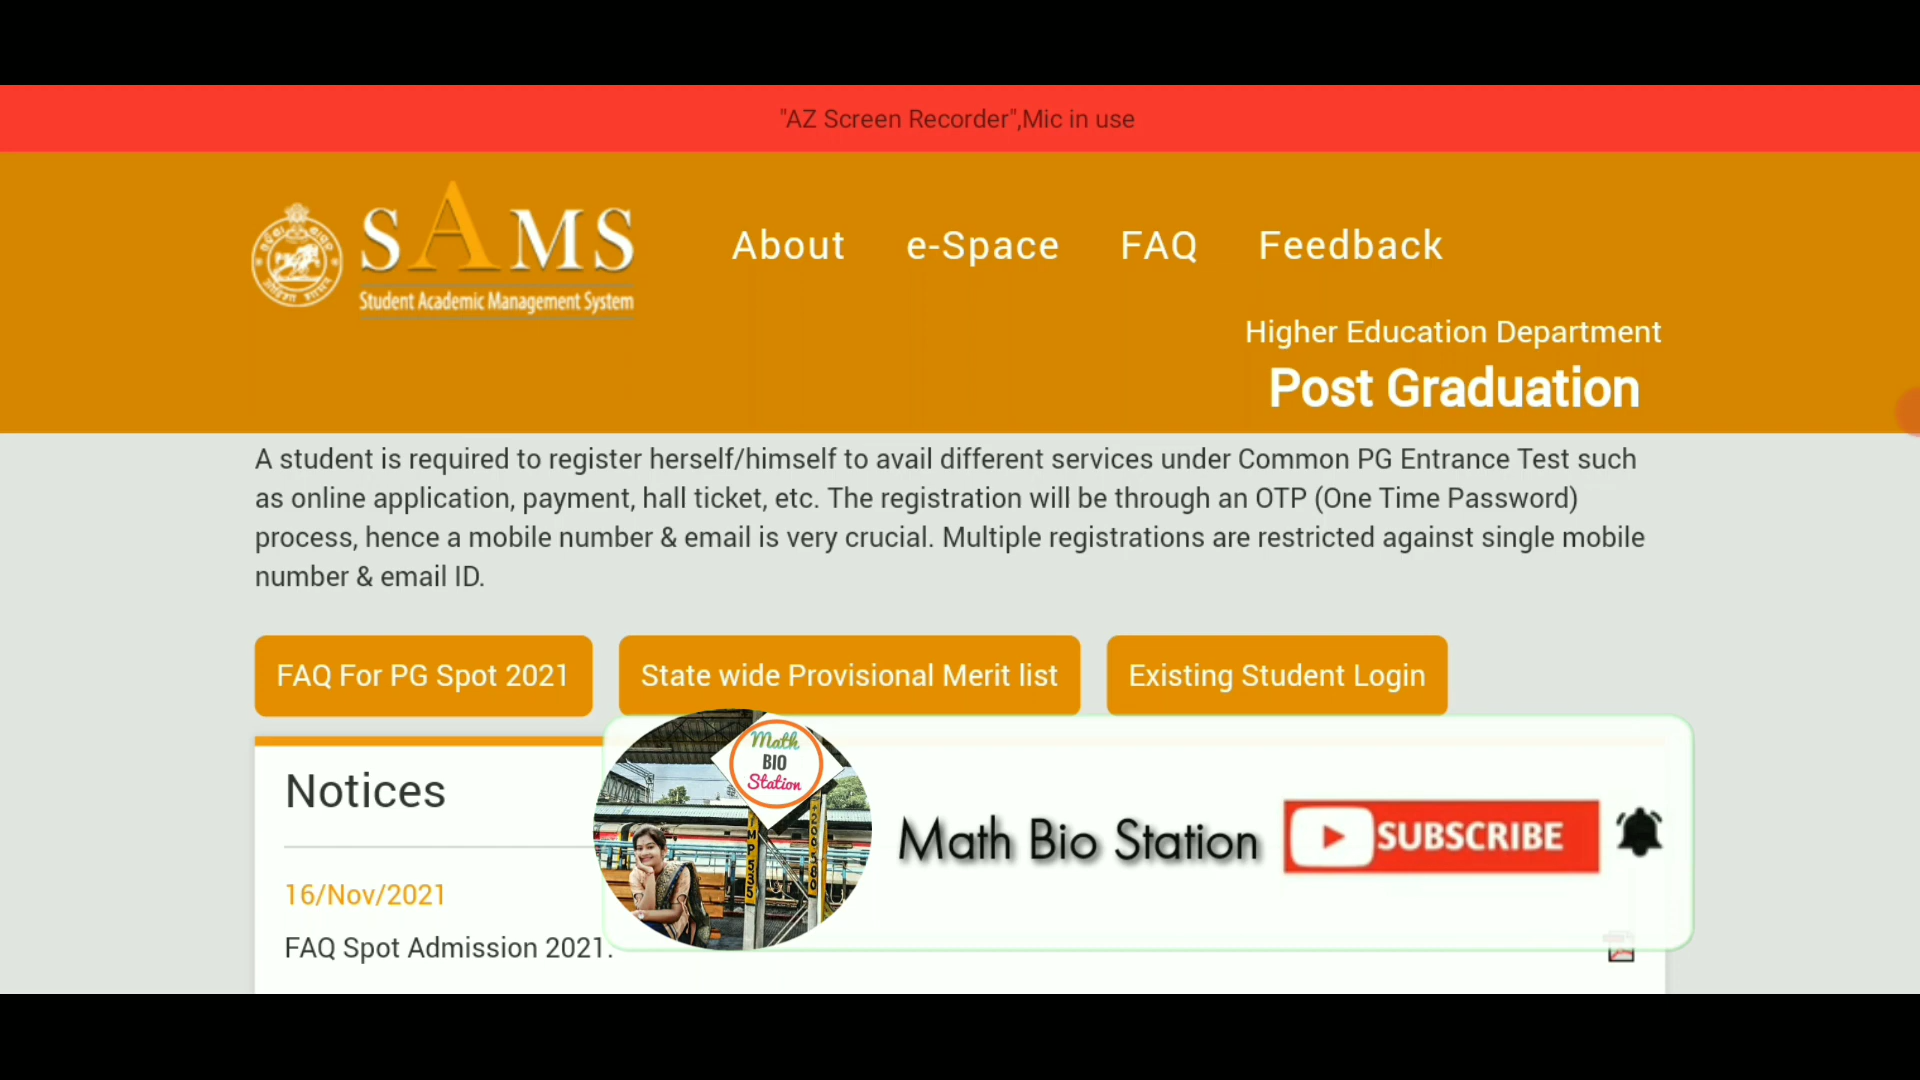 "AZ Screen Recorder",Mic in use
SAMS
Student Academic Management System
About e-Space FAQ Feedback
Higher Education Department
Post Graduation
A student is required to register herself/himself to avail different services under Common PG Entrance Test such
as online application, payment, hall ticket, etc. The registration will be through an OTP (One Time Password)
process, hence a mobile number & email is very crucial. Multiple registrations are restricted against single mobile
number & email ID.
FAQ For PG Spot 2021 State wide Provisional Merit list Existing Student Login
Notices
Math
BIO
Station
Math Bio Station SUBSCRIBE
16/Nov/2021
FAQ Spot Admission 2021.